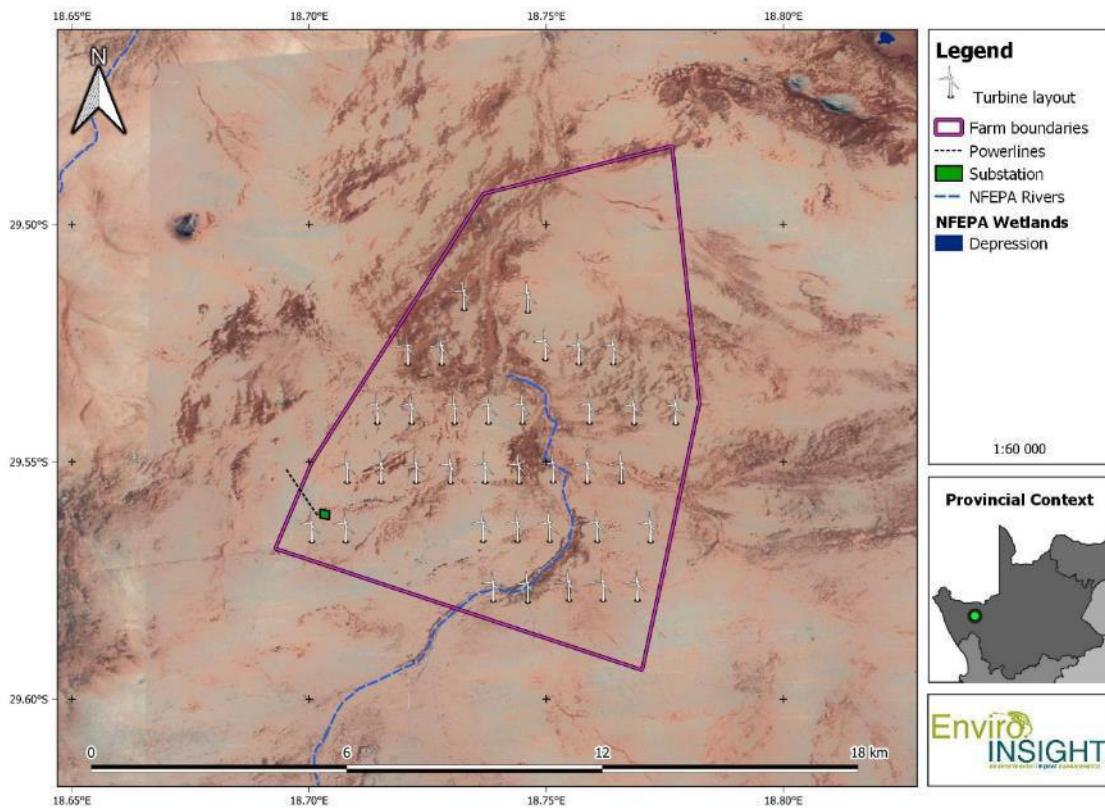 18.65°E 18.70°E 18.75°E 18.80°E
N
29.50°S
29.55°S
29.60°S
0 6 12 18 km
18.65°E 18.70°E 18.75°E 18.80°E
Legend
Turbine layout
Farm boundaries
Powerlines
Substation
NFEPA Rivers
NFEPA Wetlands
Depression
1:60 000
Provincial Context
Enviro
INSIGHT